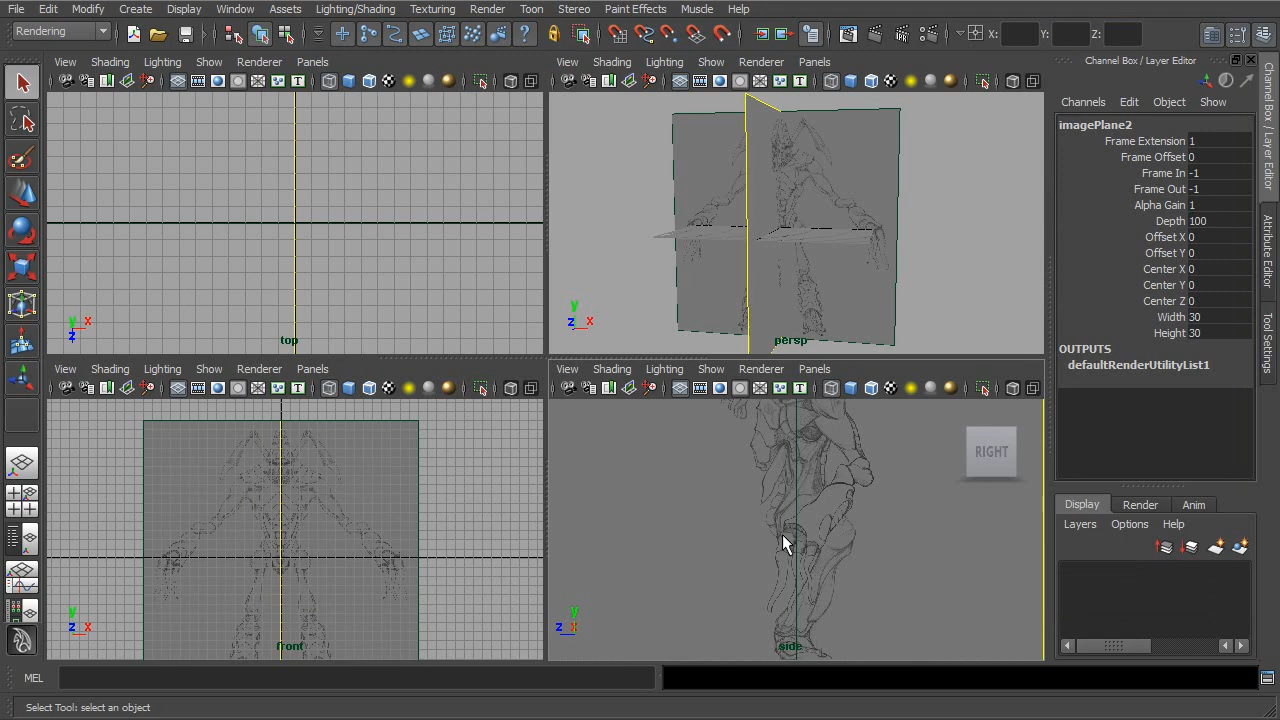 File Edit Modify Create Display Window Assets Lighting/Shading Texturing Render Toon Stereo Paint Effects Muscle Help
Rendering
X: Y: Z:
View Shading Lighting Show Renderer Panels
View Shading Lighting Show Renderer Panels
Channel Box / Layer Editor
Channels Edit Object Show
imagePlane2
Frame Extension 1
Frame Offset 0
Frame In -1
Frame Out -1
Alpha Gain 1
Depth 100
Offset X 0
Offset Y 0
Center X 0
Center Y 0
Center Z 0
Width 30
Height 30
OUTPUTS
defaultRenderUtilityList1
Channel Box / Layer Editor
Attribute Editor
Tool Settings
y x
z
top
y
z x
persp
View Shading Lighting Show Renderer Panels
View Shading Lighting Show Renderer Panels
RIGHT
y
z x
front
y
z x
side
Display Render Anim
Layers Options Help
MEL
Select Tool: select an object